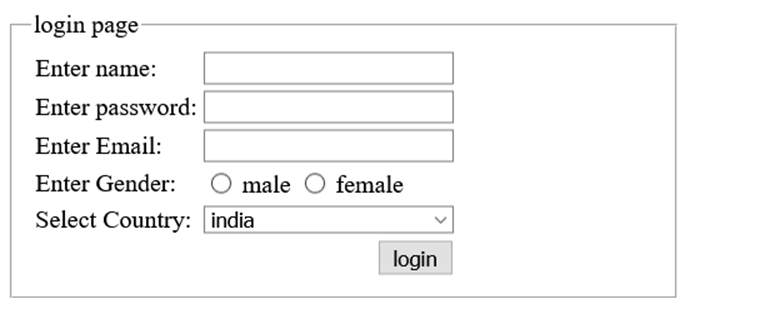 login page
Enter name:
Enter password:
Enter Email:
Enter Gender: male female
Select Country: india
login